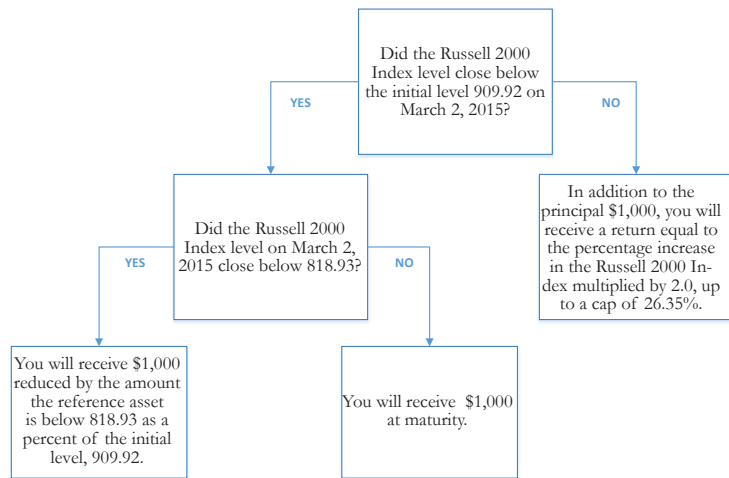 Did the Russell 2000
Index level close below
the initial level 909.92 on
March 2, 2015?
YES
NO
Did the Russell 2000
Index level on March 2,
2015 close below 818.93?
In addition to the
principal $1,000, you will
receive a return equal to
the percentage increase
in the Russell 2000 In-
dex multiplied by 2.0, up
to a cap of 26.35%.
YES
NO
You will receive $1,000
reduced by the amount
the reference asset
is below 818.93 as a
percent of the initial
level, 909.92.
You will receive $1,000
at maturity.